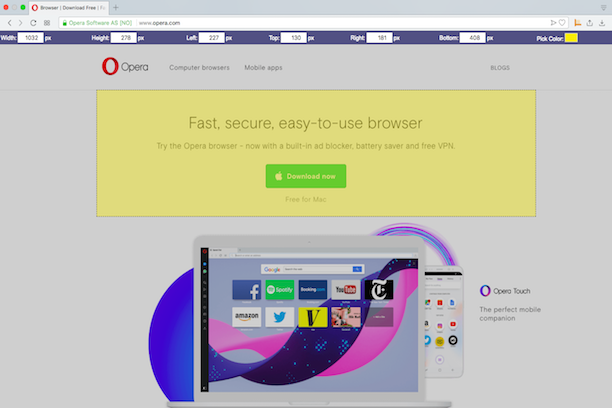 Browser | Download Free | Fa
Opera Software AS [NO]
www.opera.com
Width: 1032 px Height: 278 px Left: 227 px Top: 130 px Right: 181 px Bottom: 408 px Pick Color:
Opera Computer browsers Mobile apps BLOGS
Fast, secure, easy-to-use browser
Try the Opera browser - now with a built-in ad blocker, battery saver and free VPN.
Download now
Free for Mac
Google
Spotify Booking.com YouTube
amazon
Opera Touch
The perfect mobile
companion